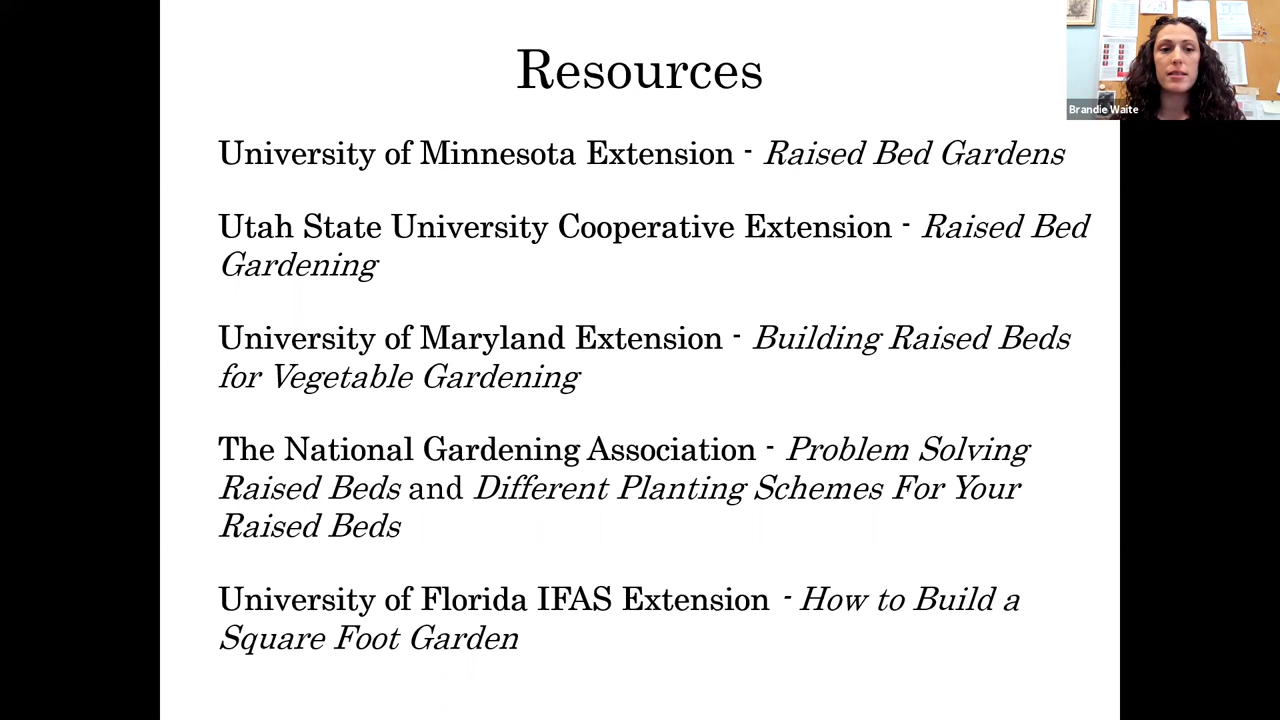 Resources
Brandie Waite
University of Minnesota Extension - Raised Bed Gardens
Utah State University Cooperative Extension - Raised Bed
Gardening
University of Maryland Extension - Building Raised Beds
for Vegetable Gardening
The National Gardening Association - Problem Solving
Raised Beds and Different Planting Schemes For Your
Raised Beds
University of Florida IFAS Extension - How to Build a
Square Foot Garden